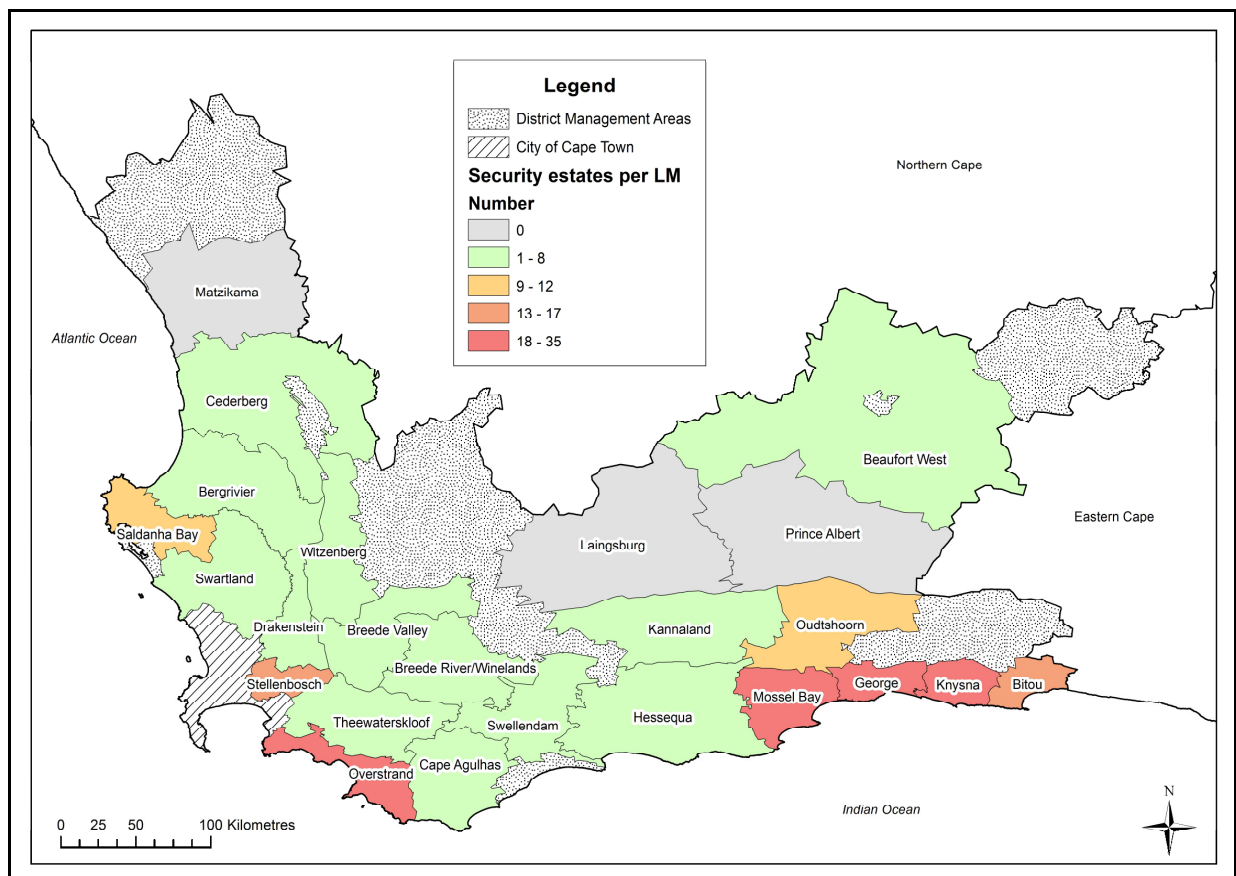 Legend
District Management Areas
City of Cape Town
Security estates per LM
Number
0
1 - 8
9 - 12
13 - 17
18 - 35
Northern Cape
Matzikama
Atlantic Ocean
Cederberg
Beaufort West
Bergrivier
Eastern Cape
Saldanha Bay
Prince Albert
Laingsburg
Witzenberg
Swartland
Drakenstein
Breede Valley
Kannaland
Oudtahoorn
Breede River/Winelands
Stellenbosch
Mossel Bay
George
Knysna
Bitou
Theewaterskloof
Swellendam
Hessequa
Cape Agulhas
Overstrand
Indian Ocean
N
0 25 50 100 Kilometres